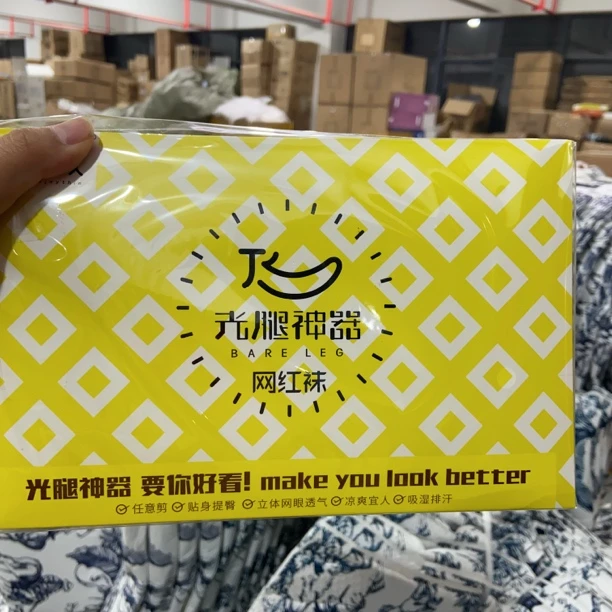 光腿神器
BARE LEG
网红袜
光腿神器 要你好看! make you look better
任意剪 贴身提臀 立体网眼透气 凉爽宜人 吸湿排汗